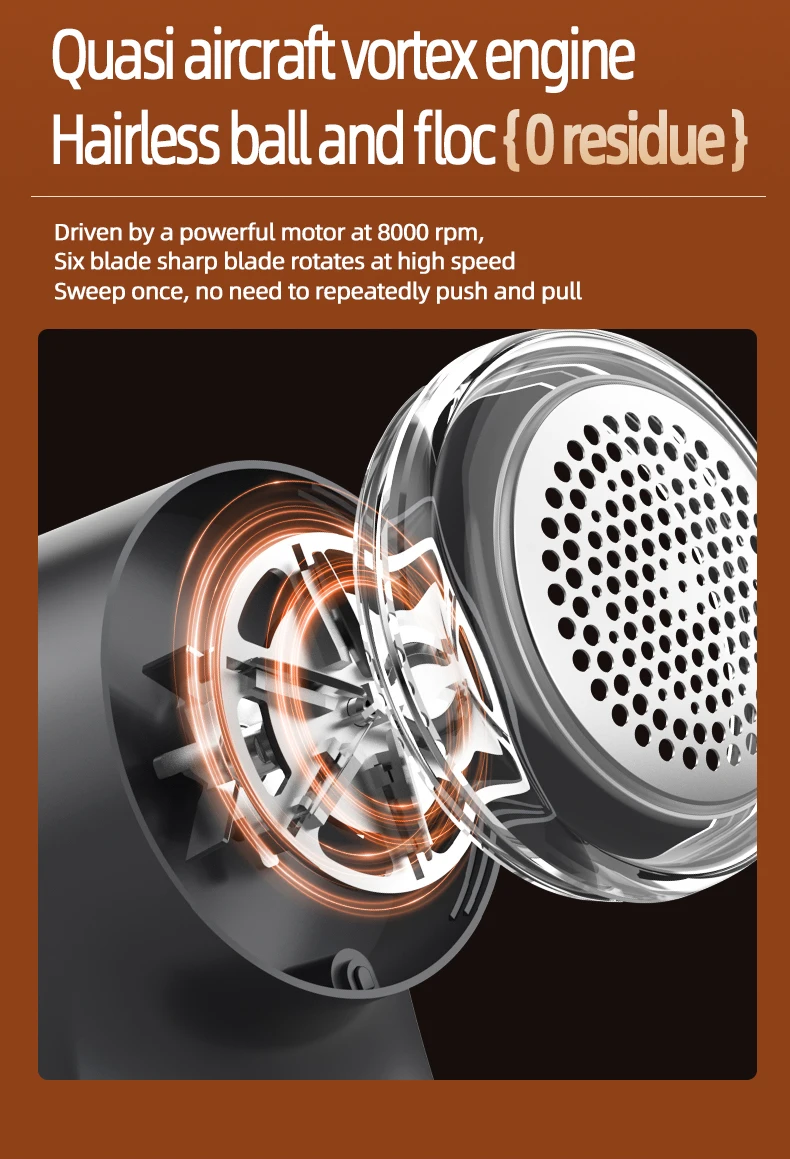 Quasi aircraft vortex engine
Hairless ball and floc { 0 residue }
Driven by a powerful motor at 8000 rpm,
Six blade sharp blade rotates at high speed
Sweep once, no need to repeatedly push and pull